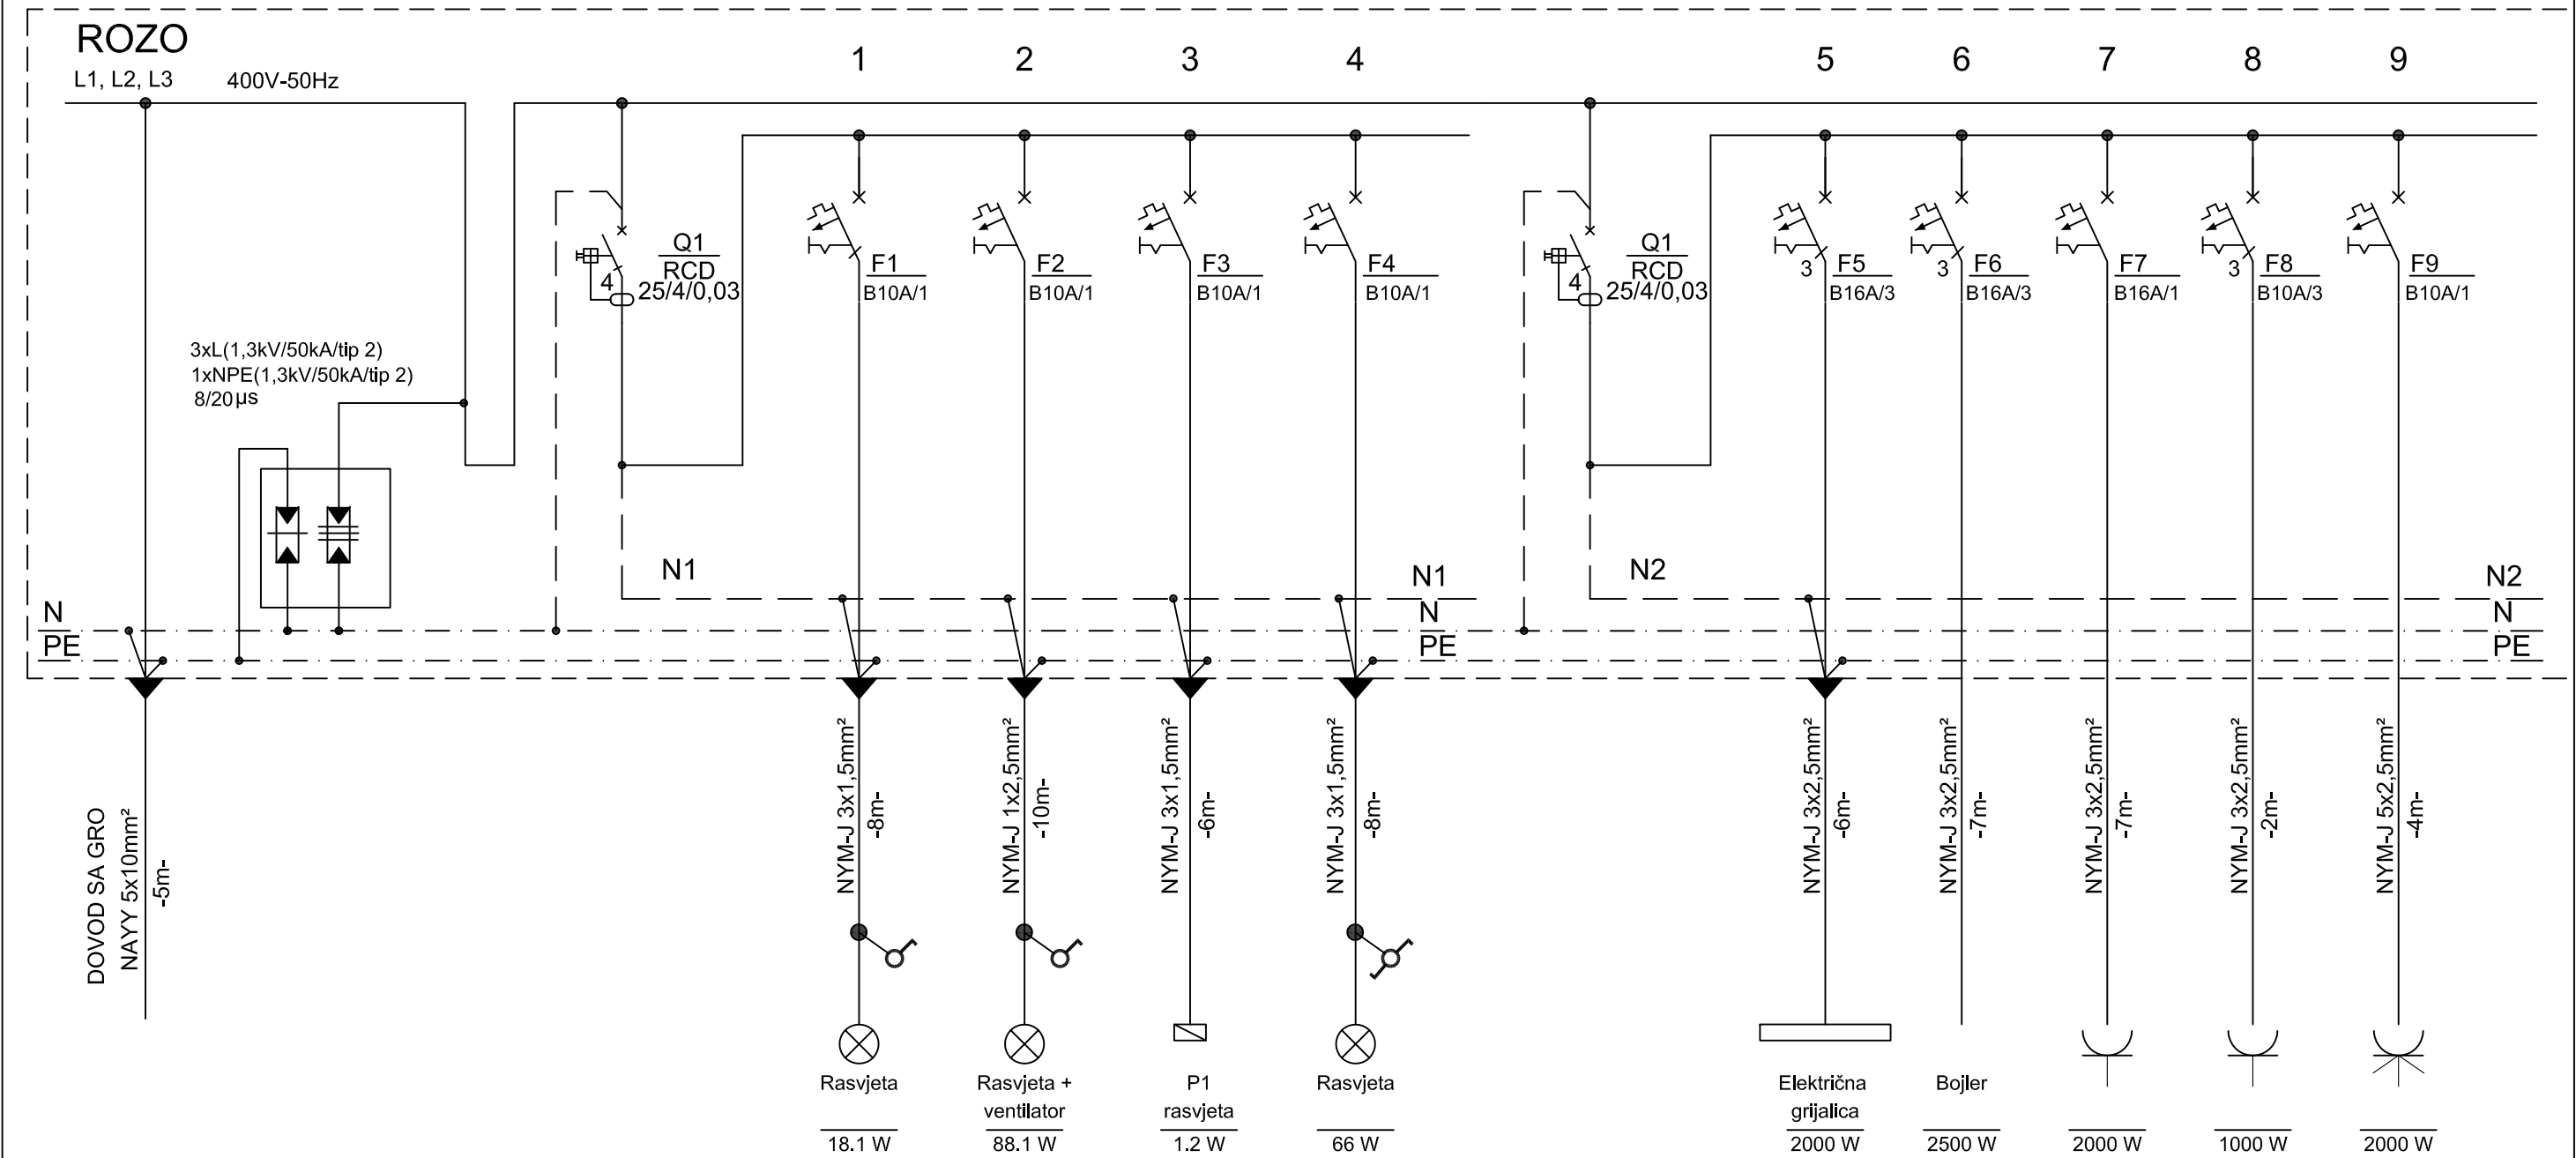 ROZO
L1, L2, L3
400V-50Hz
1
2
3
4
5
6
7
8
9
Q1
RCD
25/4/0,03
4
F1
B10A/1
F2
B10A/1
F3
B10A/1
F4
B10A/1
Q1
RCD
25/4/0,03
4
3
F5
B16A/3
3
F6
B16A/3
F7
B16A/1
3
F8
B10A/3
F9
B10A/1
3xL(1,3kV/50kA/tip 2)
1xNPE(1,3kV/50kA/tip 2)
8/20µs
N1
N1
N2
N2
N
N
N
PE
PE
PE
DOVOD SA GRO
NAYY 5x10mm²
-5m-
NYM-J 3x1,5mm²
-8m-
NYM-J 1x2,5mm²
-10m-
NYM-J 3x1,5mm²
-6m-
NYM-J 3x1,5mm²
-8m-
NYM-J 3x2,5mm²
-6m-
NYM-J 3x2,5mm²
-7m-
NYM-J 3x2,5mm²
-7m-
NYM-J 3x2,5mm²
-2m-
NYM-J 5x2,5mm²
-4m-
Rasvjeta
18.1 W
Rasvjeta +
ventilator
88.1 W
P1
rasvjeta
1.2 W
Rasvjeta
66 W
Električna
grijalica
2000 W
Bojler
2500 W
2000 W
1000 W
2000 W